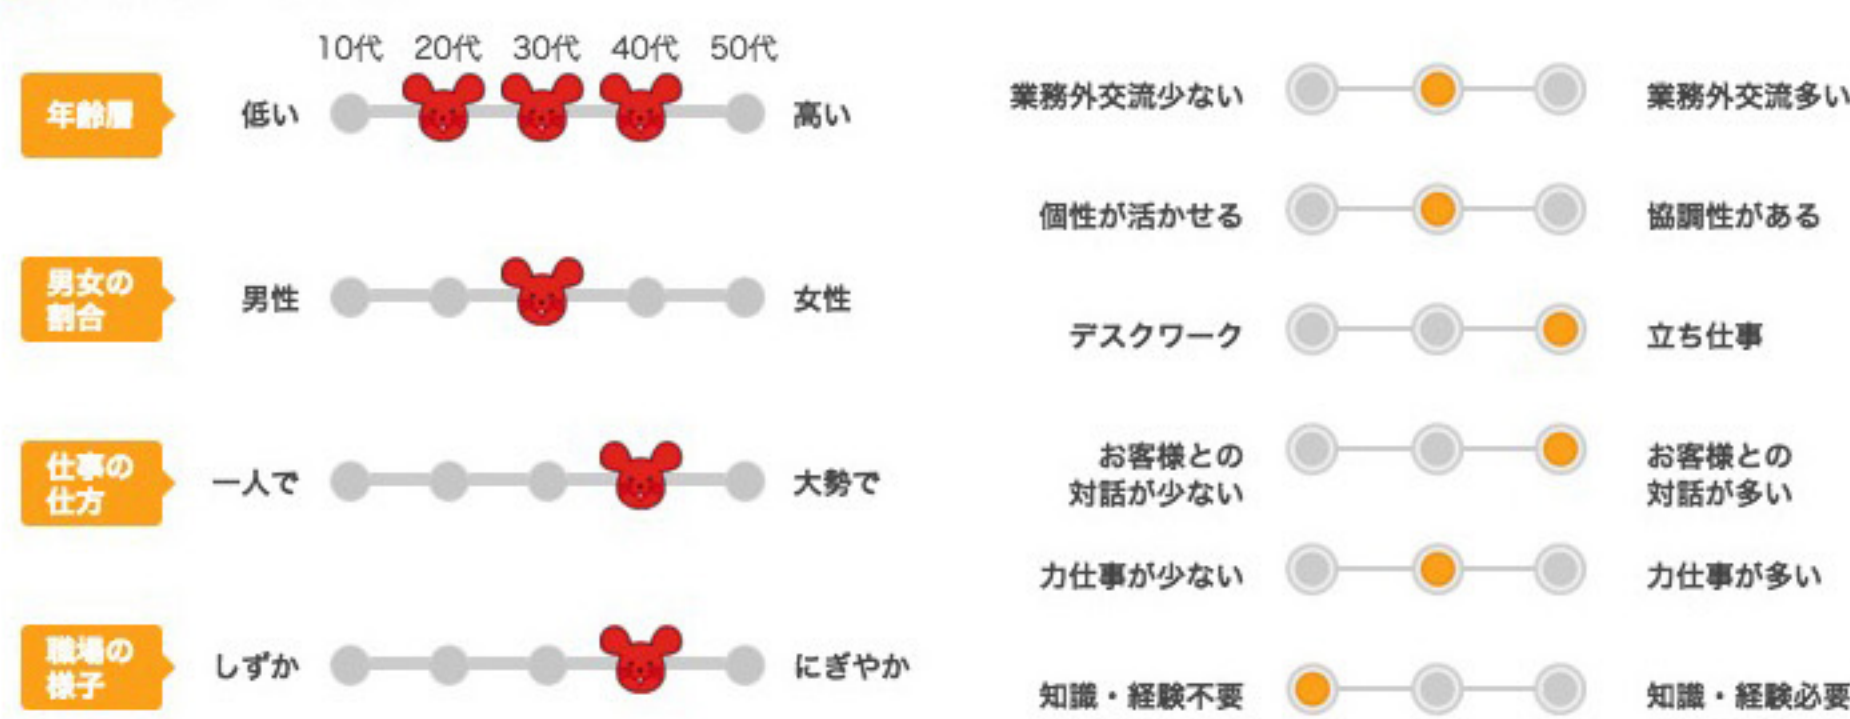 10代 20代 30代 40代 50代
年齢層
低い
高い
男女の
割合
男性
女性
仕事の
仕方
一人で
大勢で
職場の
様子
しずか
にぎやか
業務外交流少ない
業務外交流多い
個性が活かせる
協調性がある
デスクワーク
立ち仕事
お客様との
対話が少ない
お客様との
対話が多い
力仕事が少ない
力仕事が多い
知識・経験不要
知識・経験必要